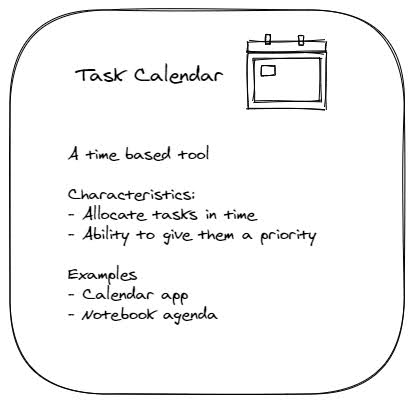 Task Calendar
A time based tool
Characteristics:
- Allocate tasks in time
- Ability to give them a priority
Examples
- Calendar app
- Notebook agenda